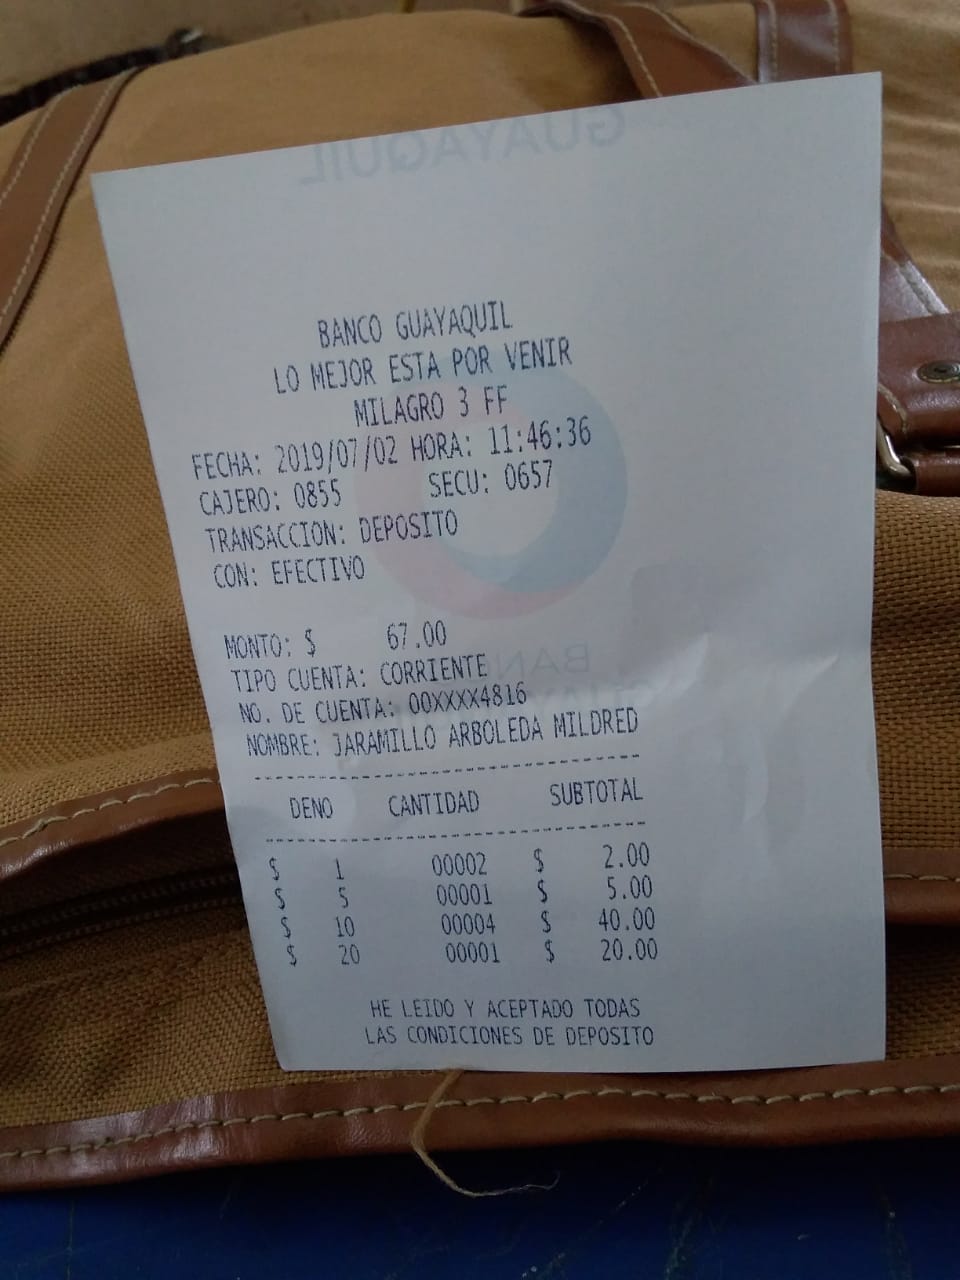 GUAYAQUIL
BANCO GUAYAQUIL
LO MEJOR ESTA POR VENIR
MILAGRO 3 FF
FECHA: 2019/07/02 HORA: 11:46:36
CAJERO: 0855 SECU: 0657
TRANSACCION: DEPOSITO
CON: EFECTIVO
MONTO: $ 67.00
TIPO CUENTA: CORRIENTE
NO. DE CUENTA: 00XXXX4816
NOMBRE: JARAMILLO ARBOLEDA MILDRED
DENO CANTIDAD SUBTOTAL
$ 1 00002 $ 2.00
$ 5 00001 $ 5.00
$ 10 00004 $ 40.00
$ 20 00001 $ 20.00
HE LEIDO Y ACEPTADO TODAS
LAS CONDICIONES DE DEPOSITO